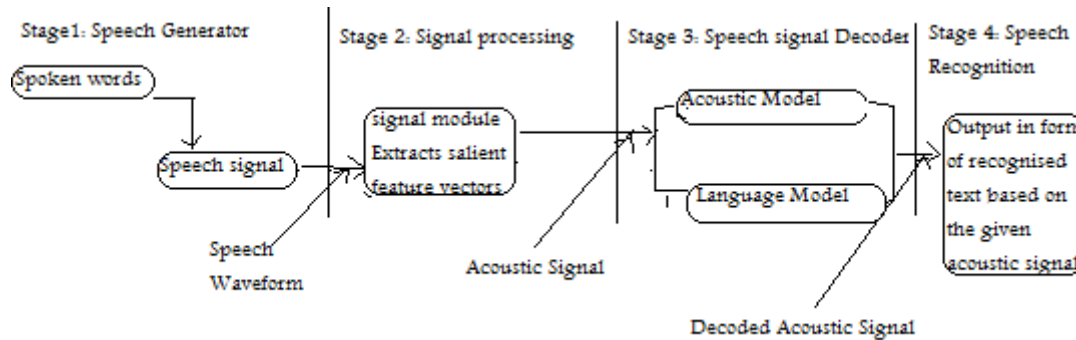 Stage1: Speech Generator
Spoken words
Speech signal
Speech
Waveform
Stage 2: Signal processing
signal module
Extracts salient
feature vectors
Acoustic Signal
Stage 3: Speech signal Decoder
Acoustic Model
Language Model
Decoded Acoustic Signal
Stage 4: Speech
Recognition
Output in form
of recognised
text based on
the given
acoustic signal